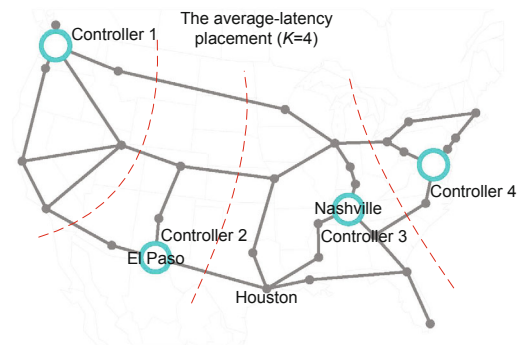 The average-latency
placement (K=4)
Controller 1
Controller 4
Nashville
Controller 2
Controller 3
El Paso
Houston